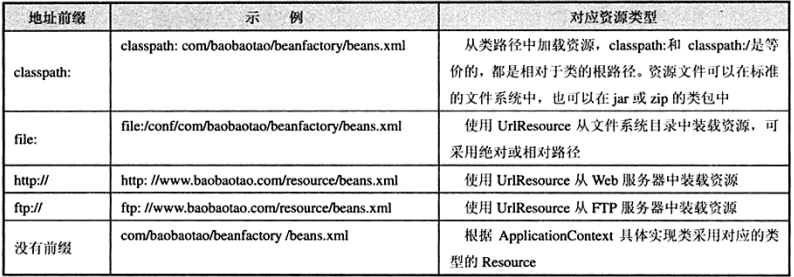 地址前缀 示 例 对应资源类型
classpath: classpath: com/baobaotao/beanfactory/beans.xml 从类路径中加载资源，classpath:和 classpath:/是等
价的，都是相对于类的根路径。资源文件可以在标准
的文件系统中，也可以在 jar 或 zip 的类包中
file: file:/conf/com/baobaotao/beanfactory/beans.xml 使用 UrlResource 从文件系统目录中装载资源，可
采用绝对或相对路径
http:// http: //www.baobaotao.com/resource/beans.xml 使用 UrlResource 从 Web 服务器中装载资源
ftp:// ftp: //www.baobaotao.com/resource/beans.xml 使用 UrlResource 从 FTP 服务器中装载资源
没有前缀 com/baobaotao/beanfactory /beans.xml 根据 ApplicationContext 具体实现类采用对应的类
型的 Resource